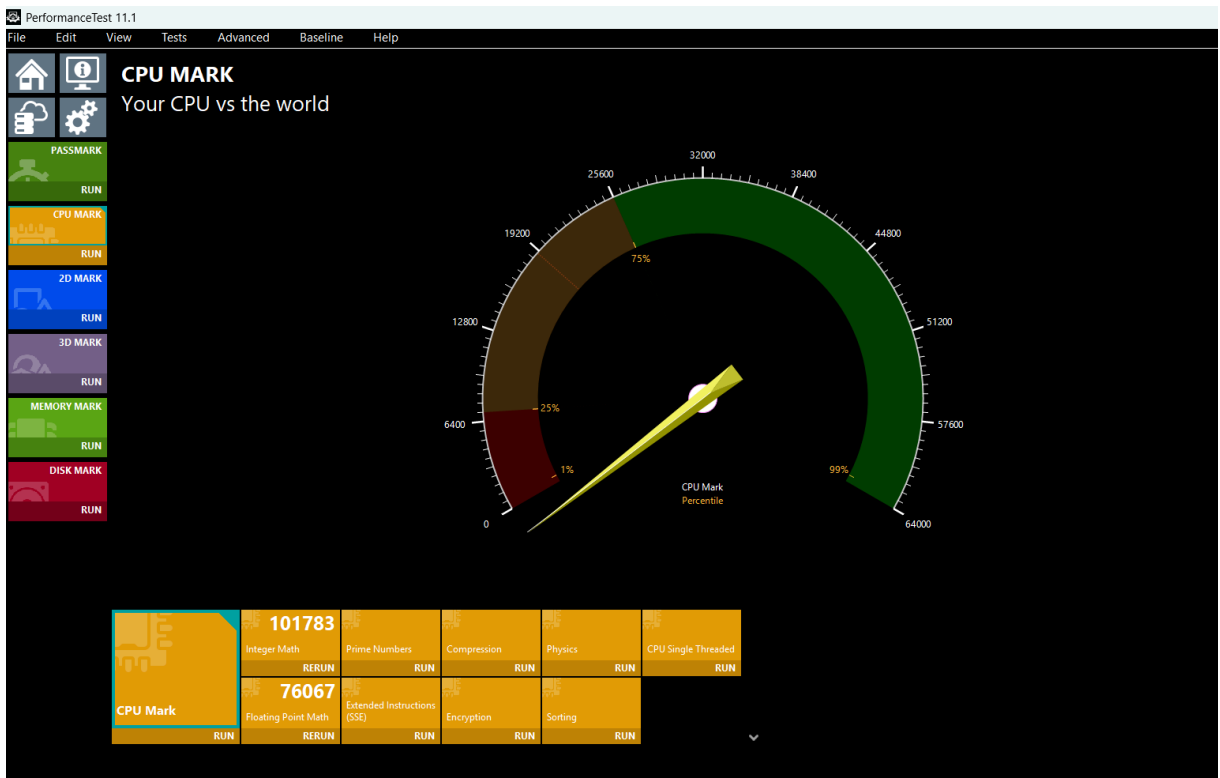 PerformanceTest 11.1
File Edit View Tests Advanced Baseline Help
CPU MARK
Your CPU vs the world
PASSMARK
RUN
CPU MARK
RUN
2D MARK
RUN
3D MARK
RUN
MEMORY MARK
RUN
DISK MARK
RUN
0
6400
12800
19200
25600
32000
38400
44800
51200
57600
64000
1%
25%
75%
99%
CPU Mark
Percentile
CPU Mark
RUN
101783
Integer Math
RERUN
Prime Numbers
RUN
Compression
RUN
Physics
RUN
CPU Single Threaded
RUN
76067
Floating Point Math
RERUN
Extended Instructions
(SSE)
RUN
Encryption
RUN
Sorting
RUN